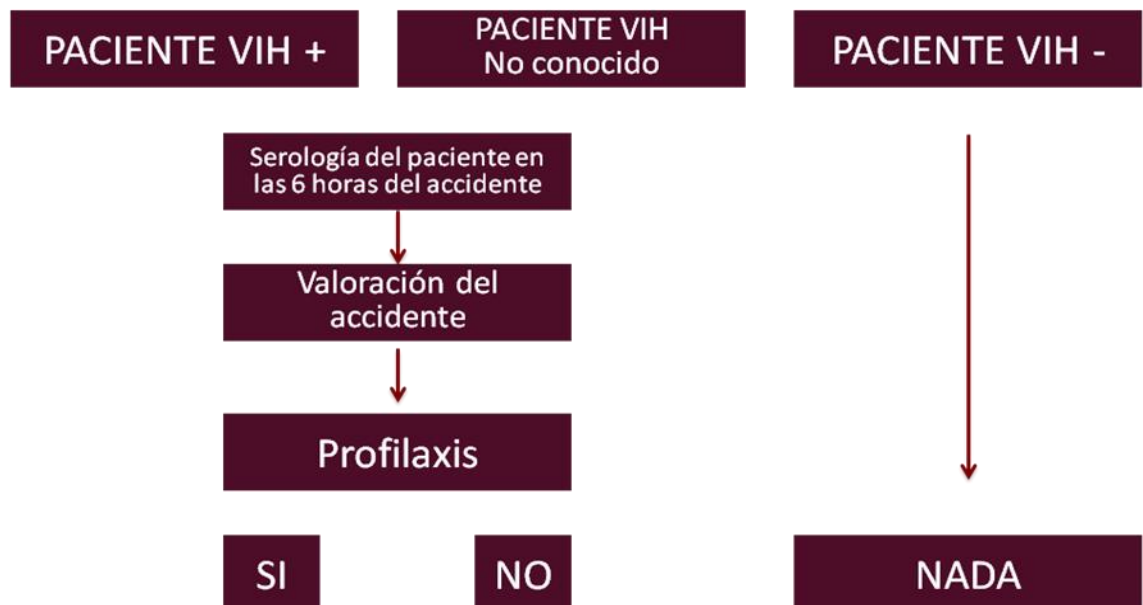 PACIENTE VIH +
PACIENTE VIH
No conocido
PACIENTE VIH -
Serología del paciente en
las 6 horas del accidente
Valoración del
accidente
Profilaxis
SI
NO
NADA